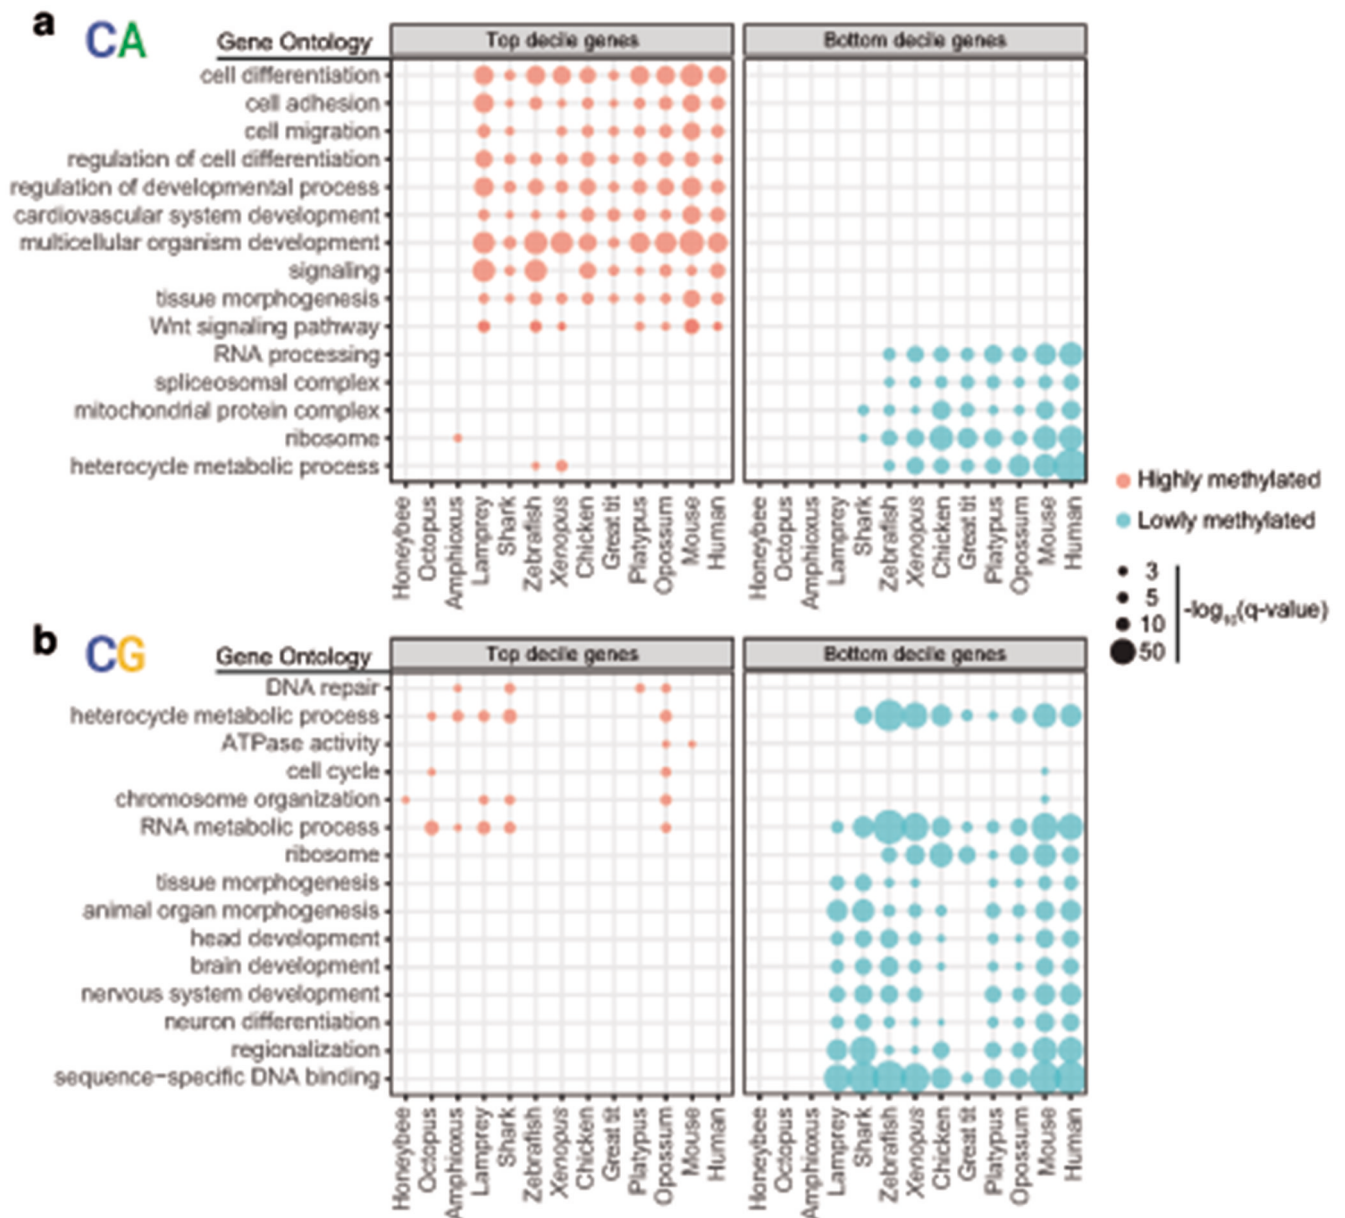 a
CA
Gene Ontology
Top decile genes
Bottom decile genes
cell differentiation
cell adhesion
cell migration
regulation of cell differentiation
regulation of developmental process
cardiovascular system development
multicellular organism development
signaling
tissue morphogenesis
Wnt signaling pathway
RNA processing
spliceosomal complex
mitochondrial protein complex
ribosome
heterocycle metabolic process
Honeybee
Octopus
Amphioxus
Lamprey
Shark
Zebrafish
Xenopus
Chicken
Great tit
Platypus
Opossum
Mouse
Human
Honeybee
Octopus
Amphioxus
Lamprey
Shark
Zebrafish
Xenopus
Chicken
Great tit
Platypus
Opossum
Mouse
Human
Highly methylated
Lowly methylated
3
5
10
50
-log₁₀(q-value)
b
CG
Gene Ontology
Top decile genes
Bottom decile genes
DNA repair
heterocycle metabolic process
ATPase activity
cell cycle
chromosome organization
RNA metabolic process
ribosome
tissue morphogenesis
animal organ morphogenesis
head development
brain development
nervous system development
neuron differentiation
regionalization
sequence-specific DNA binding
Honeybee
Octopus
Amphioxus
Lamprey
Shark
Zebrafish
Xenopus
Chicken
Great tit
Platypus
Opossum
Mouse
Human
Honeybee
Octopus
Amphioxus
Lamprey
Shark
Zebrafish
Xenopus
Chicken
Great tit
Platypus
Opossum
Mouse
Human